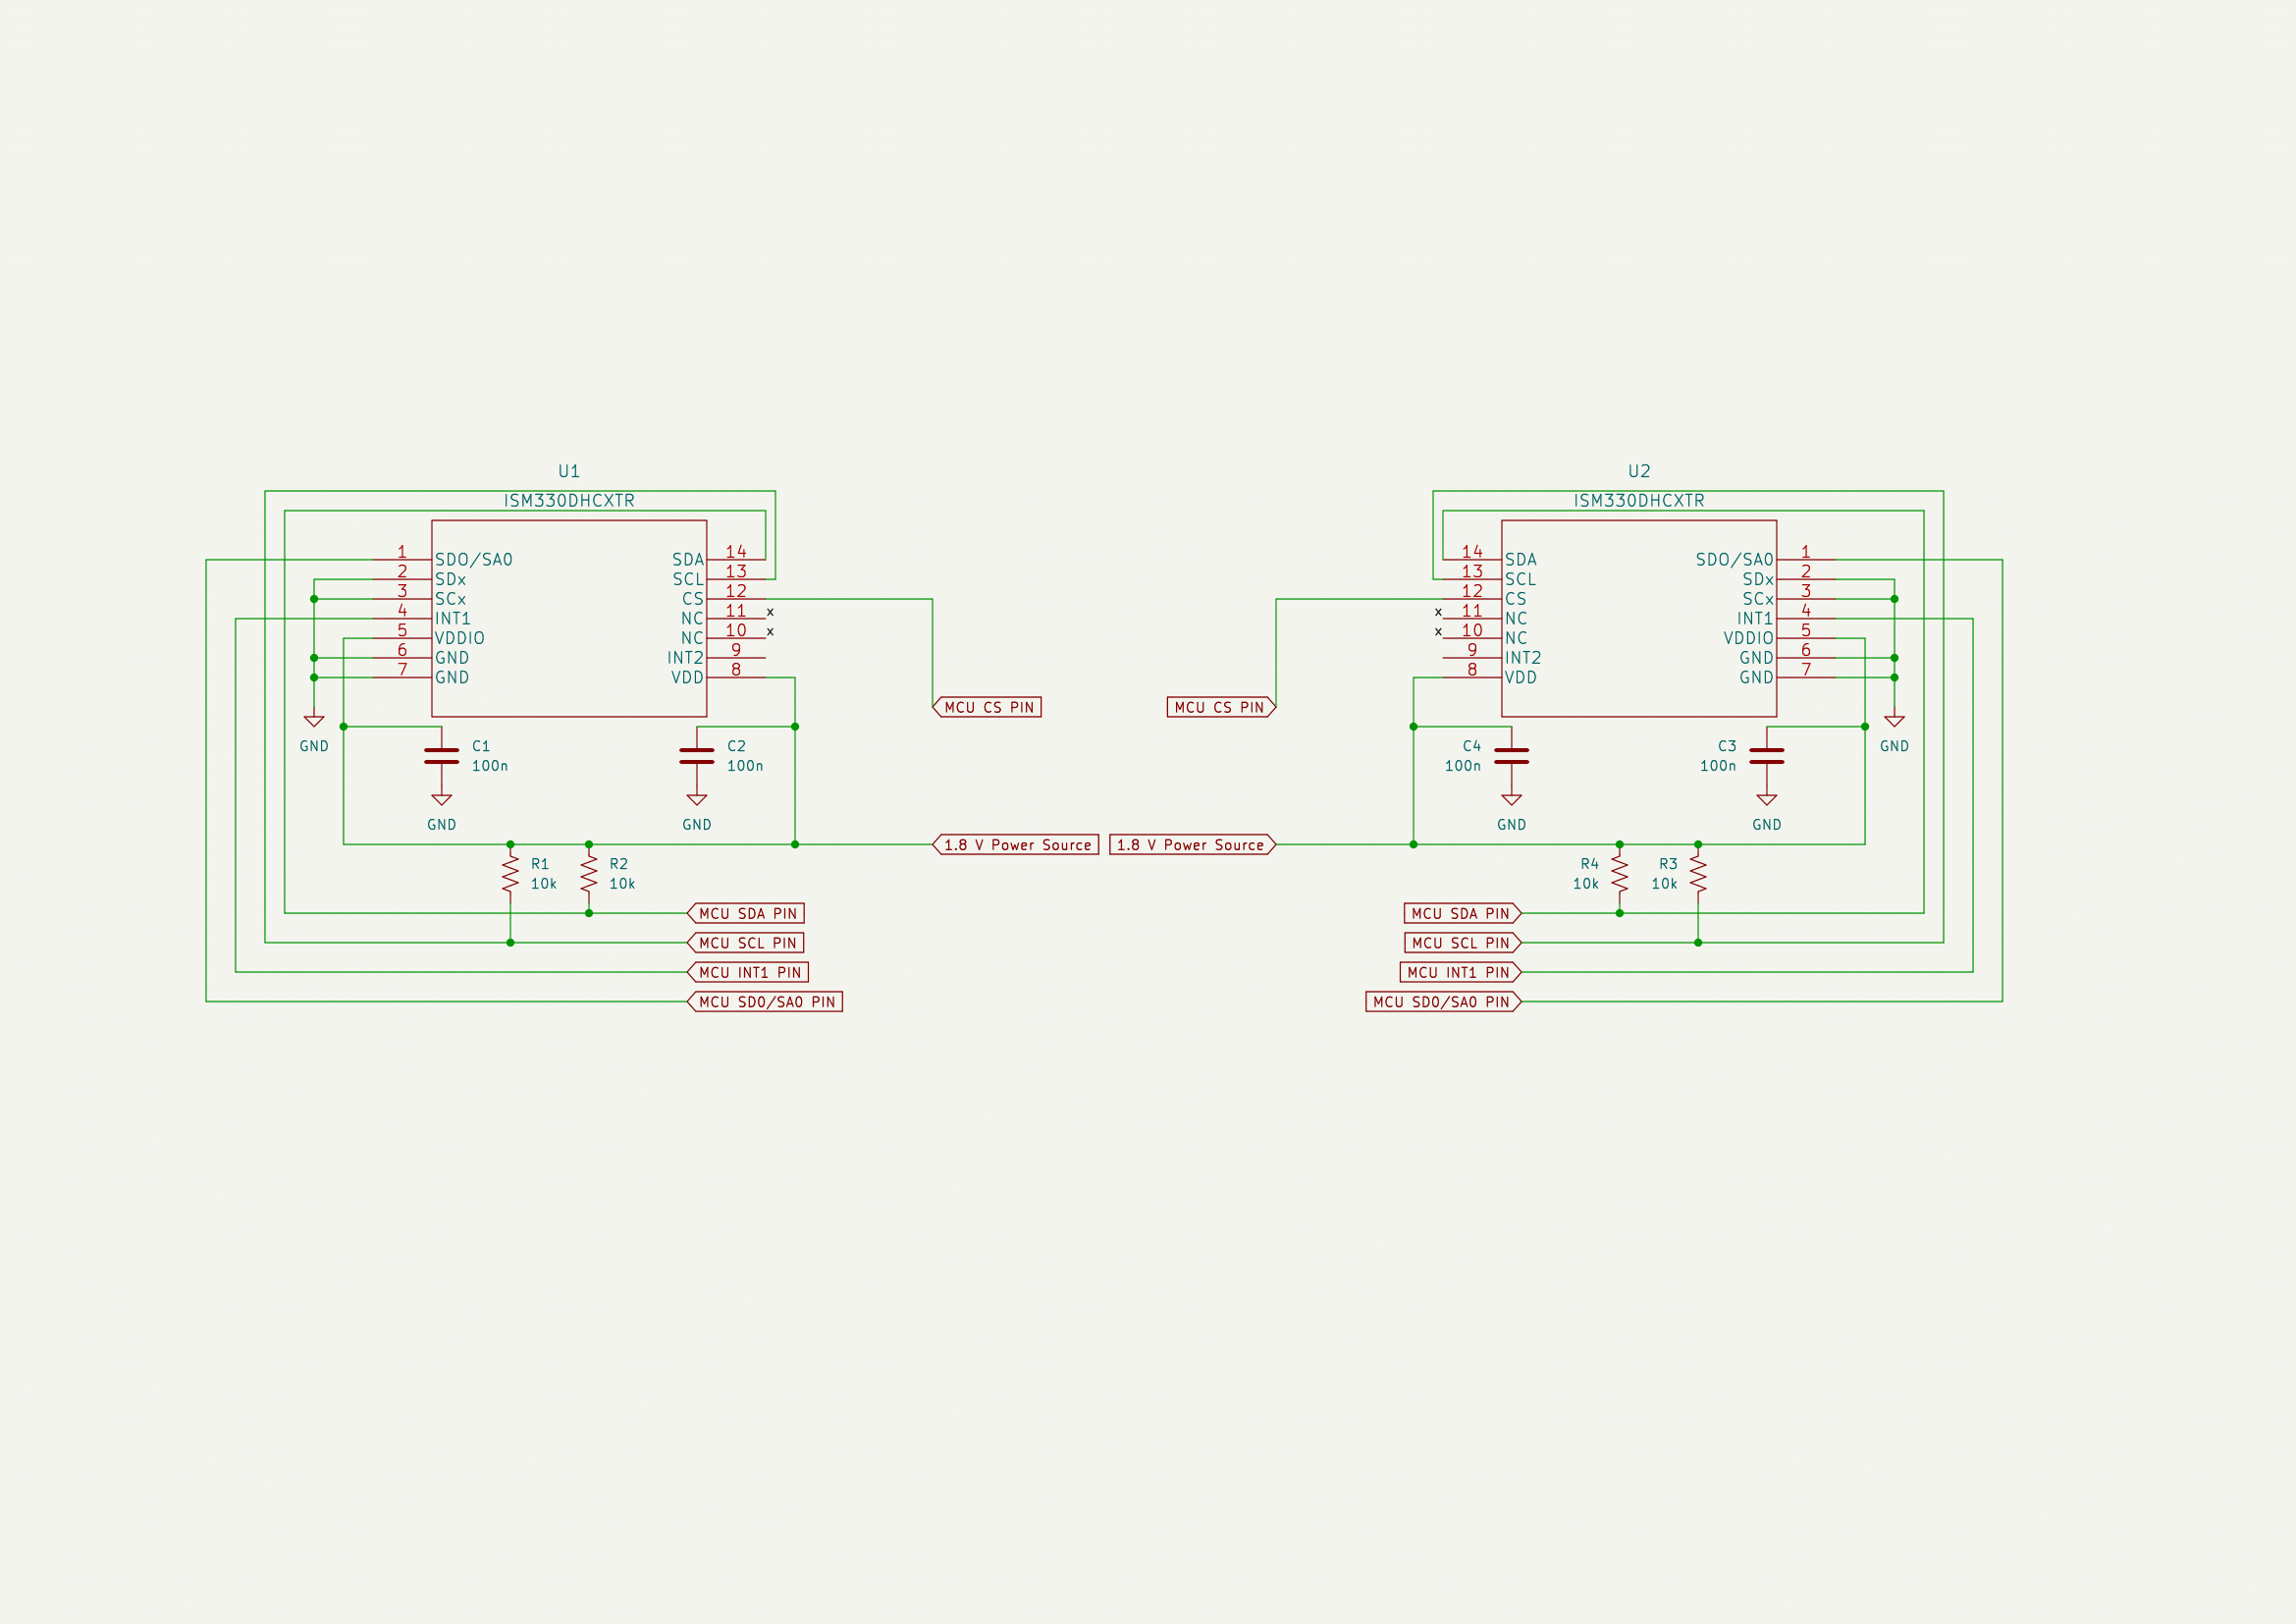 U1
ISM330DHCXTR
1
SDO/SA0
2
SDx
3
SCx
4
INT1
5
VDDIO
6
GND
7
GND
SDA
14
SCL
13
CS
12
NC
11
x
NC
10
x
INT2
9
VDD
8
GND
C1
100n
GND
C2
100n
GND
MCU CS PIN
1.8 V Power Source
R1
10k
R2
10k
MCU SDA PIN
MCU SCL PIN
MCU INT1 PIN
MCU SD0/SA0 PIN
U2
ISM330DHCXTR
14
SDA
13
SCL
12
CS
x
11
NC
x
10
NC
9
INT2
8
VDD
SDO/SA0
1
SDx
2
SCx
3
INT1
4
VDDIO
5
GND
6
GND
7
MCU CS PIN
C4
100n
GND
C3
100n
GND
GND
1.8 V Power Source
R4
10k
R3
10k
MCU SDA PIN
MCU SCL PIN
MCU INT1 PIN
MCU SD0/SA0 PIN